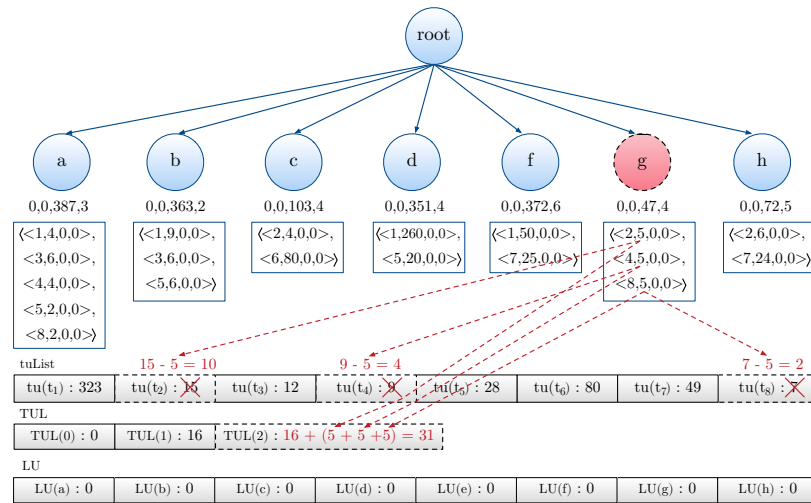 root
a b c d f g h
0,0,387,3 0,0,363,2 0,0,103,4 0,0,351,4 0,0,372,6 0,0,47,4 0,0,72,5
⟨<1,4,0,0>, ⟨<1,9,0,0>, ⟨<2,4,0,0>, ⟨<1,260,0,0>, ⟨<1,50,0,0>, ⟨<2,5,0,0>, ⟨<2,6,0,0>,
<3,6,0,0>, <3,6,0,0>, <6,80,0,0>⟩ <5,20,0,0>⟩ <7,25,0,0>⟩ <4,5,0,0>, <7,24,0,0>⟩
<4,4,0,0>, <5,6,0,0>⟩ <8,5,0,0>⟩
<5,2,0,0>,
<8,2,0,0>⟩
15 - 5 = 10 9 - 5 = 4 7 - 5 = 2
tuList
tu(t₁) : 323 tu(t₂) : 15 tu(t₃) : 12 tu(t₄) : 9 tu(t₅) : 28 tu(t₆) : 80 tu(t₇) : 49 tu(t₈) : 7
TUL
TUL(0) : 0 TUL(1) : 16 TUL(2) : 16 + (5 + 5 +5) = 31
LU
LU(a) : 0 LU(b) : 0 LU(c) : 0 LU(d) : 0 LU(e) : 0 LU(f) : 0 LU(g) : 0 LU(h) : 0